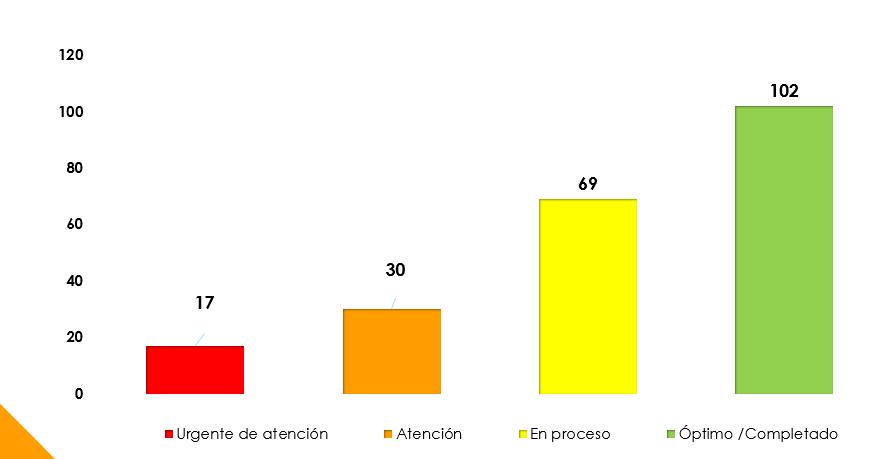 120
100
80
60
40
20
0
17
30
69
102
Urgente de atención
Atención
En proceso
Óptimo /Completado